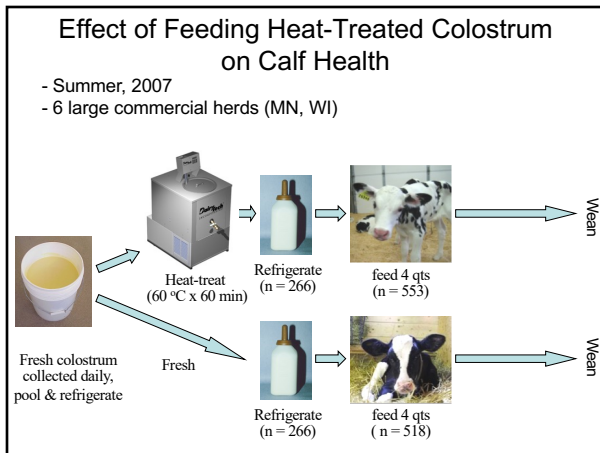 Effect of Feeding Heat-Treated Colostrum
on Calf Health
- Summer, 2007
- 6 large commercial herds (MN, WI)
Heat-treat
(60 °C x 60 min)
Refrigerate
(n = 266)
feed 4 qts
(n = 553)
Wean
Fresh colostrum
collected daily,
pool & refrigerate
Fresh
Refrigerate
(n = 266)
feed 4 qts
( n = 518)
Wean